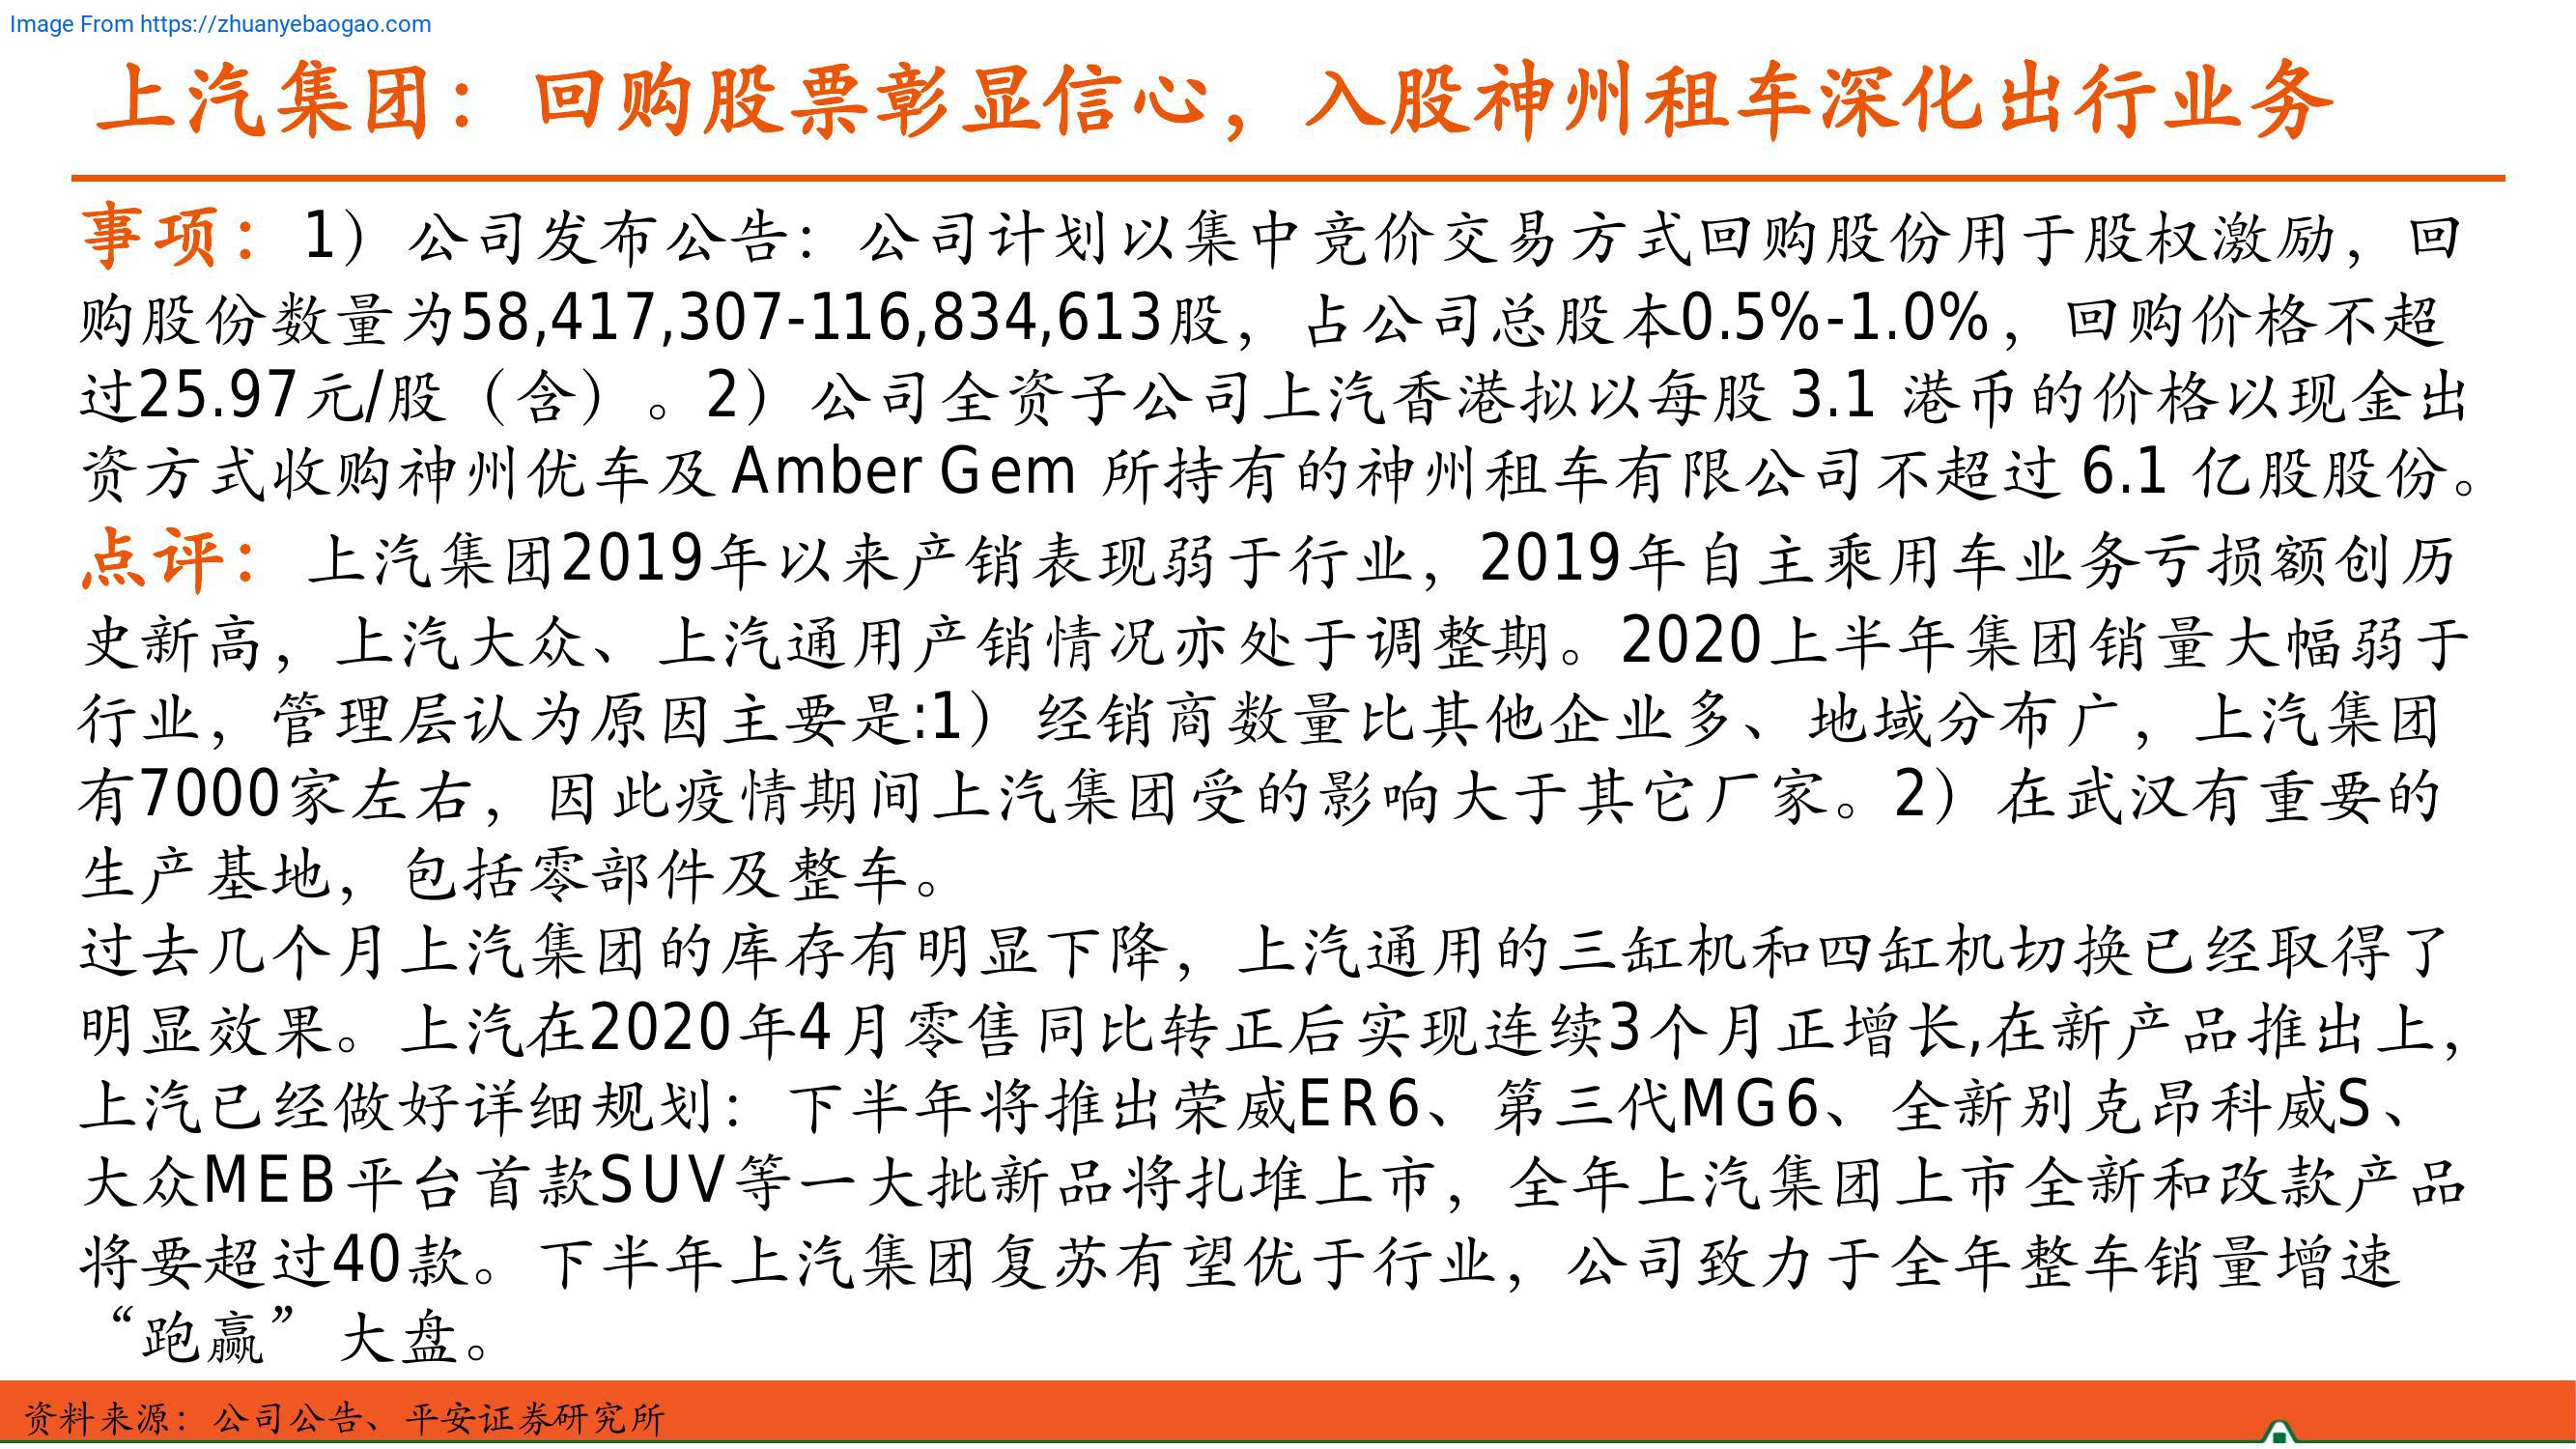 Image From https://zhuanyebaogao.com
上汽集团：回购股票彰显信心，入股神州租车深化出行业务
事项：1）公司发布公告：公司计划以集中竞价交易方式回购股份用于股权激励，回
购股份数量为58,417,307-116,834,613股，占公司总股本0.5%-1.0%，回购价格不超
过25.97元/股（含）。2）公司全资子公司上汽香港拟以每股 3.1 港币的价格以现金出
资方式收购神州优车及 Amber Gem 所持有的神州租车有限公司不超过 6.1 亿股股份。
点评：上汽集团2019年以来产销表现弱于行业，2019年自主乘用车业务亏损额创历
史新高，上汽大众、上汽通用产销情况亦处于调整期。2020上半年集团销量大幅弱于
行业，管理层认为原因主要是:1）经销商数量比其他企业多、地域分布广，上汽集团
有7000家左右，因此疫情期间上汽集团受的影响大于其它厂家。2）在武汉有重要的
生产基地，包括零部件及整车。
过去几个月上汽集团的库存有明显下降，上汽通用的三缸机和四缸机切换已经取得了
明显效果。上汽在2020年4月零售同比转正后实现连续3个月正增长,在新产品推出上，
上汽已经做好详细规划：下半年将推出荣威ER6、第三代MG6、全新别克昂科威S、
大众MEB平台首款SUV等一大批新品将扎堆上市，全年上汽集团上市全新和改款产品
将要超过40款。下半年上汽集团复苏有望优于行业，公司致力于全年整车销量增速
“跑赢”大盘。
资料来源：公司公告、平安证券研究所